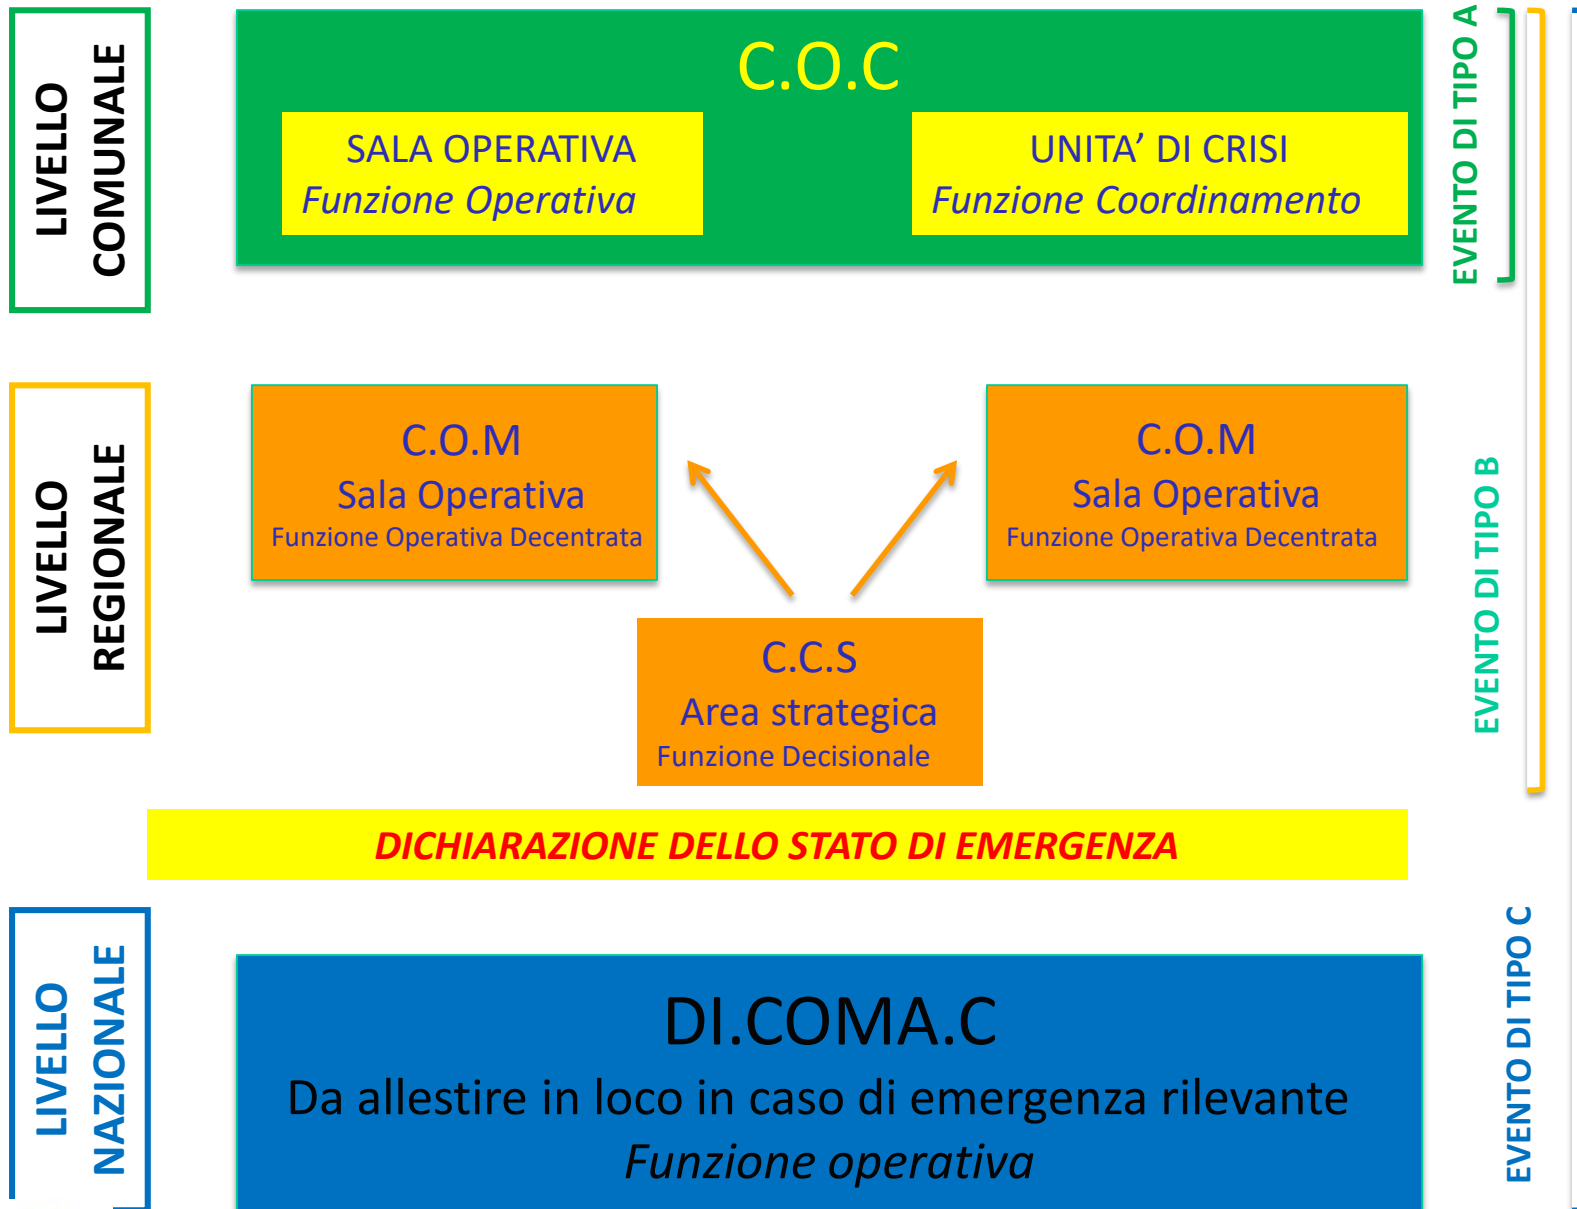 LIVELLO
COMUNALE
C.O.C
SALA OPERATIVA
Funzione Operativa
UNITA’ DI CRISI
Funzione Coordinamento
EVENTO DI TIPO A
LIVELLO
REGIONALE
C.O.M
Sala Operativa
Funzione Operativa Decentrata
C.O.M
Sala Operativa
Funzione Operativa Decentrata
C.C.S
Area strategica
Funzione Decisionale
EVENTO DI TIPO B
DICHIARAZIONE DELLO STATO DI EMERGENZA
LIVELLO
NAZIONALE
DI.COMA.C
Da allestire in loco in caso di emergenza rilevante
Funzione operativa
EVENTO DI TIPO C